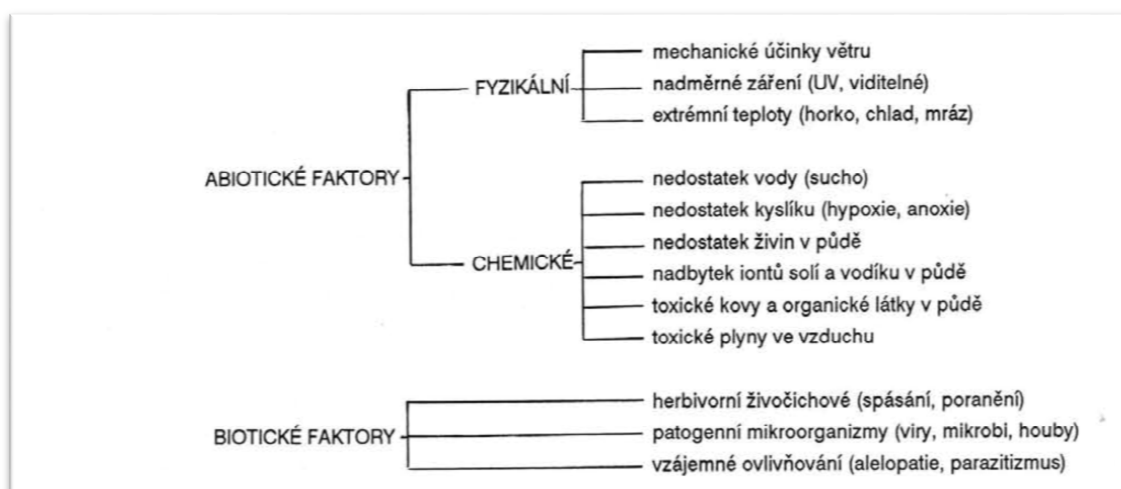 mechanické účinky větru
FYZIKÁLNÍ
nadměrné záření (UV, viditelné)
extrémní teploty (horko, chlad, mráz)
ABIOTICKÉ FAKTORY
nedostatek vody (sucho)
nedostatek kyslíku (hypoxie, anoxie)
nedostatek živin v půdě
CHEMICKÉ
nadbytek iontů solí a vodíku v půdě
toxické kovy a organické látky v půdě
toxické plyny ve vzduchu
herbivorní živočichové (spásání, poranění)
BIOTICKÉ FAKTORY
patogenní mikroorganizmy (viry, mikrobi, houby)
vzájemné ovlivňování (alelopatie, parazitizmus)